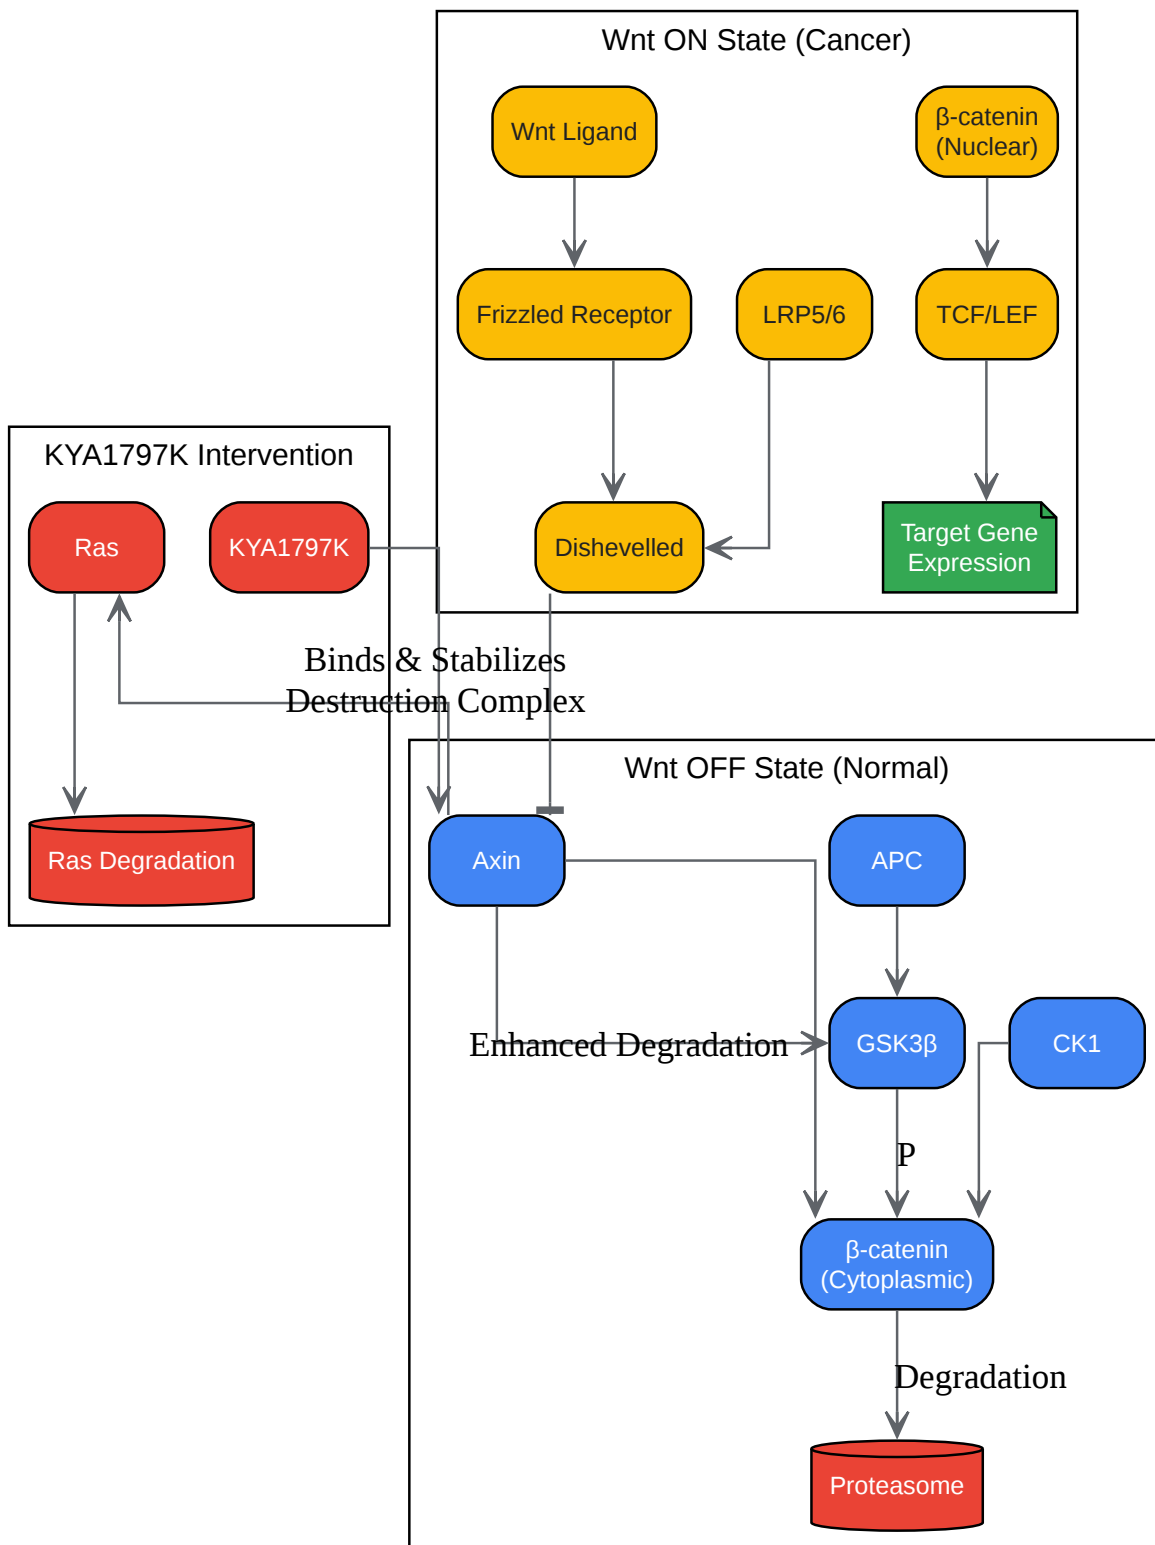 Wnt ON State (Cancer)
Wnt Ligand
β-catenin
(Nuclear)
Frizzled Receptor
LRP5/6
TCF/LEF
KYA1797K Intervention
Ras
KYA1797K
Dishevelled
Target Gene
Expression
Binds & Stabilizes
Destruction Complex
Wnt OFF State (Normal)
Ras Degradation
Axin
APC
Enhanced Degradation
GSK3β
CK1
P
β-catenin
(Cytoplasmic)
Degradation
Proteasome